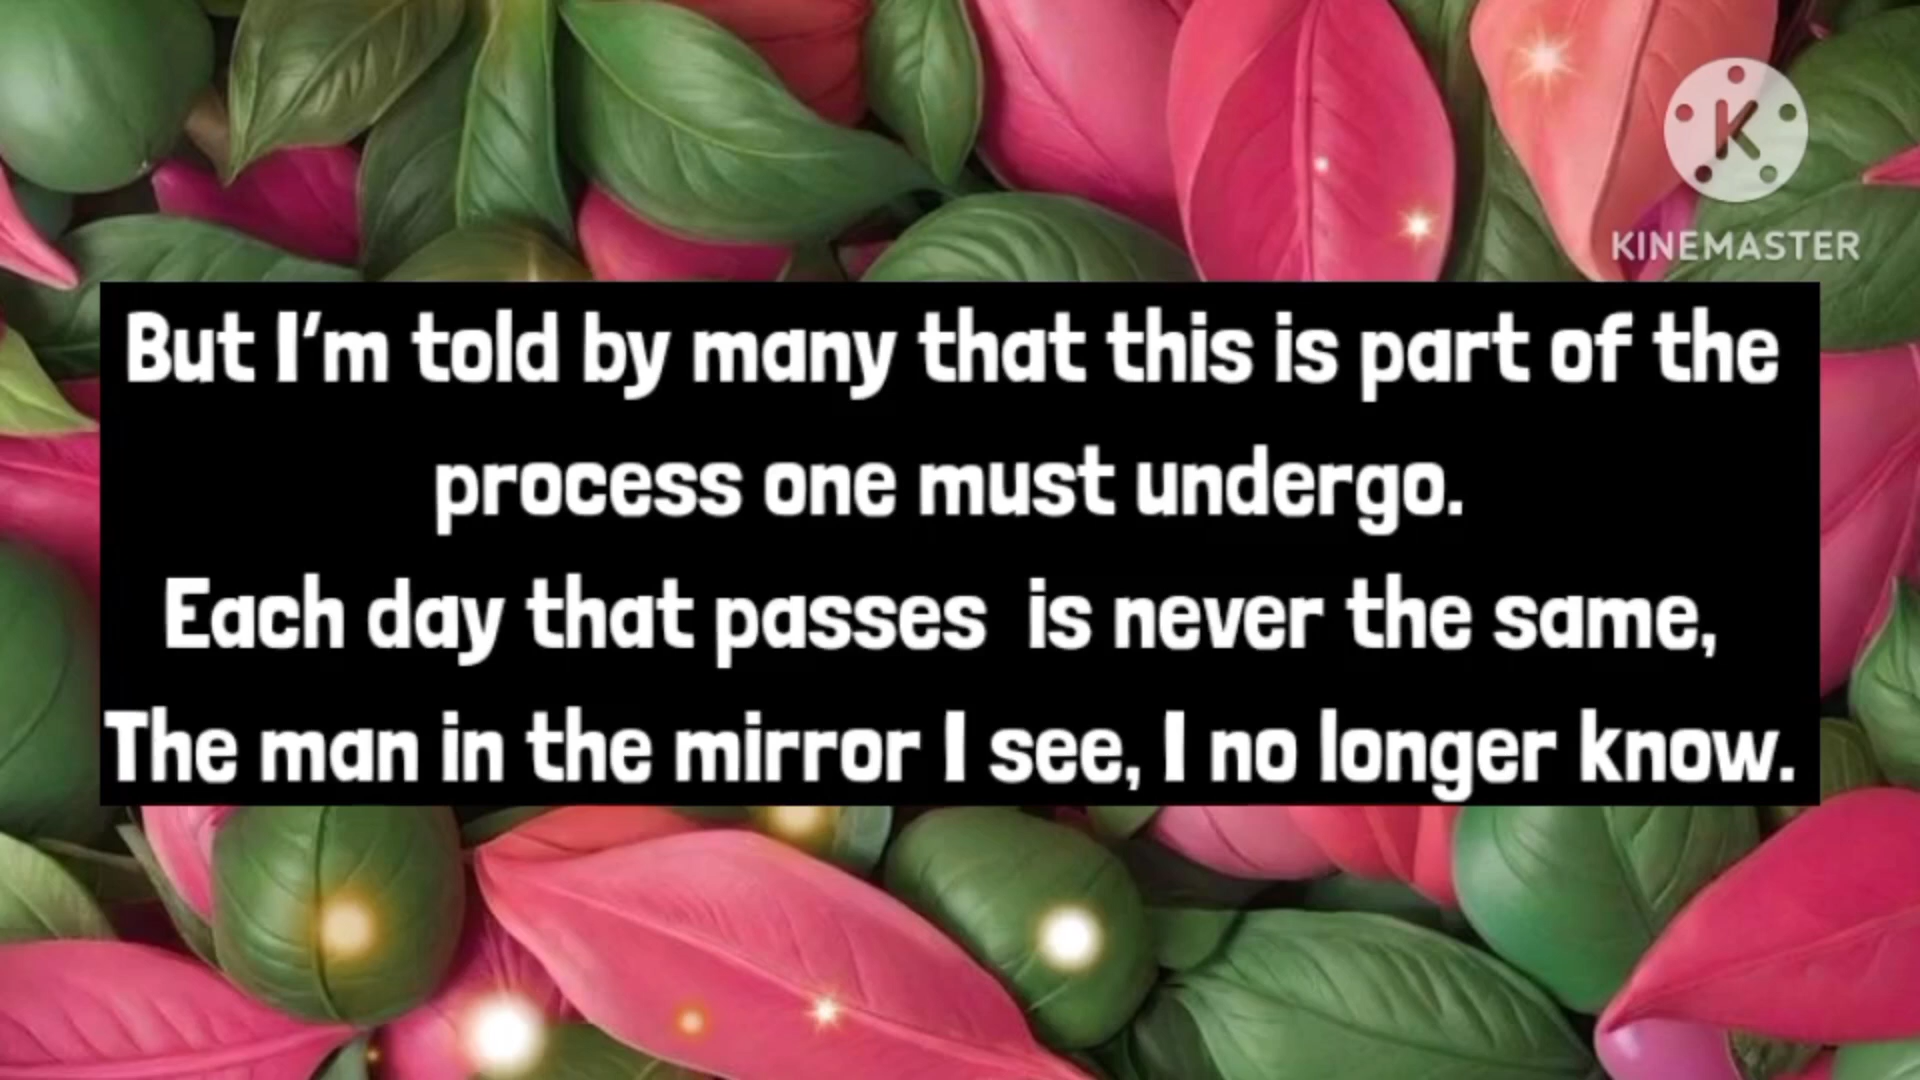 K
KINEMASTER
But I'm told by many that this is part of the
process one must undergo.
Each day that passes  is never the same,
The man in the mirror I see, I no longer know.